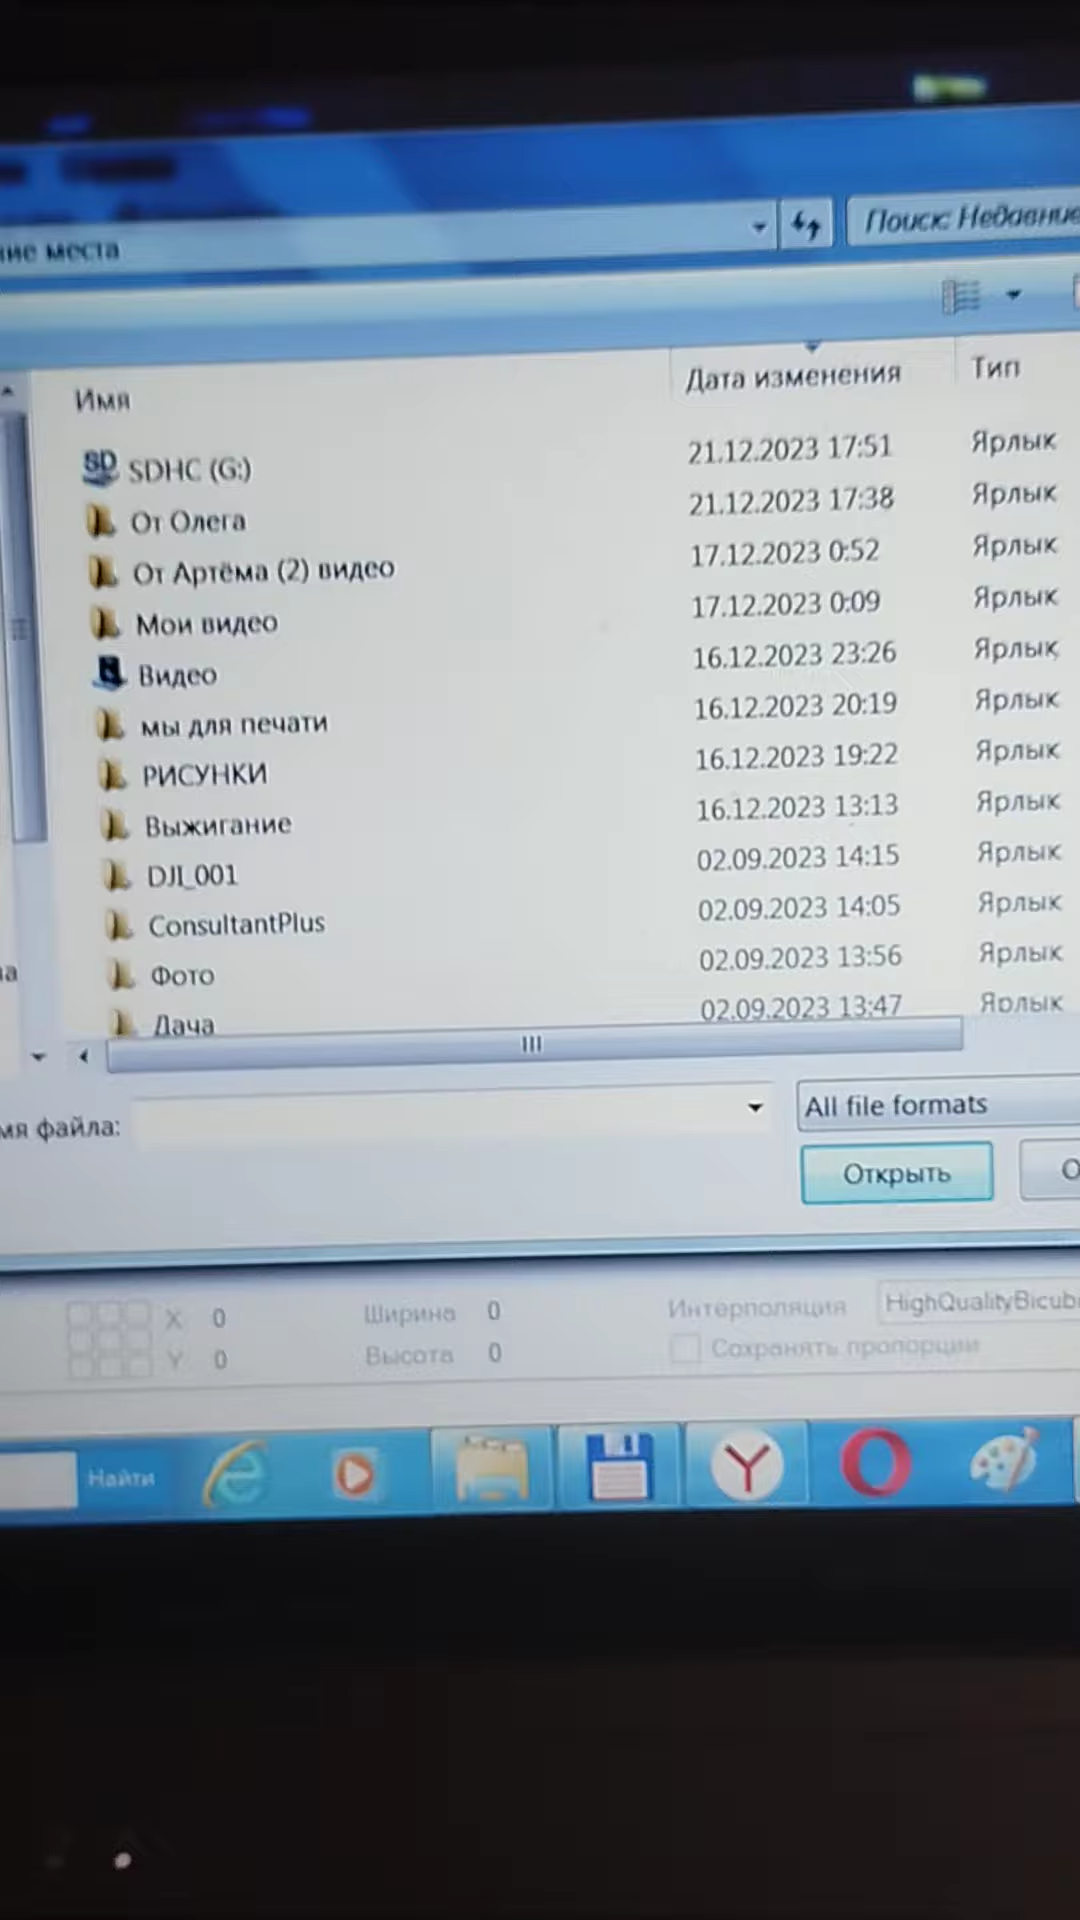 ние места
Поиск: Недавние
Имя Дата изменения Тип
SDHC (G:) 21.12.2023 17:51 Ярлык
От Олега 21.12.2023 17:38 Ярлык
От Артёма (2) видео 17.12.2023 0:52 Ярлык
Мои видео 17.12.2023 0:09 Ярлык
Видео 16.12.2023 23:26 Ярлык
мы для печати 16.12.2023 20:19 Ярлык
РИСУНКИ 16.12.2023 19:22 Ярлык
Выжигание 16.12.2023 13:13 Ярлык
DJI_001 02.09.2023 14:15 Ярлык
ConsultantPlus 02.09.2023 14:05 Ярлык
Фото 02.09.2023 13:56 Ярлык
Дача 02.09.2023 13:47 Ярлык
мя файла: All file formats
Открыть О
X 0 Ширина 0 Интерполяция HighQualityBicubi
Y 0 Высота 0 Сохранять пропорции
Найти